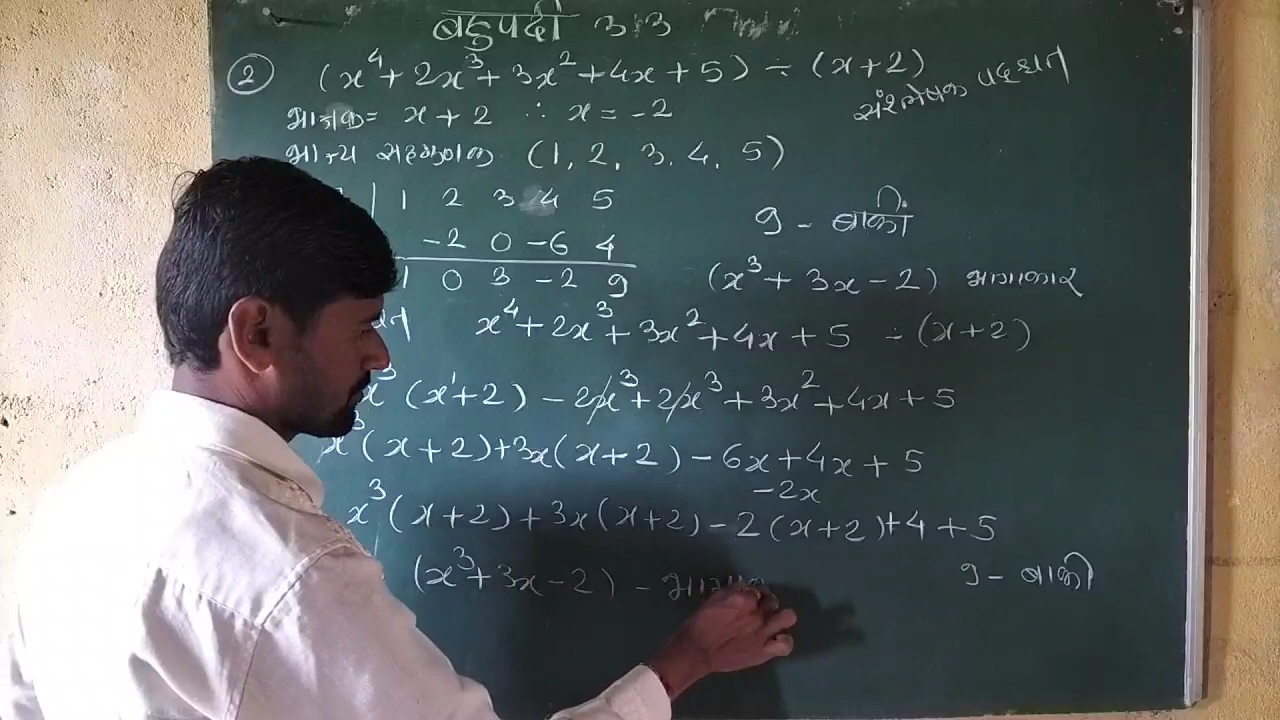 बहुपदी 3.3
② (x⁴ + 2x³ + 3x² + 4x + 5) ÷ (x + 2)
संश्लेषक पद्धत
भाजक = x + 2 ∴ x = -2
भाज्य सहगुणक (1, 2, 3, 4, 5)
| 1 2 3 4 5
-2 0 -6 4
1 0 3 -2 9
9 - बाकी
(x³ + 3x - 2) भागाकार
x⁴ + 2x³ + 3x² + 4x + 5 ÷ (x + 2)
x³ (x¹ + 2) - 2x³ + 2x³ + 3x² + 4x + 5
x³ (x + 2) + 3x (x + 2) - 6x + 4x + 5
-2x
x³ (x + 2) + 3x (x + 2) - 2 (x + 2) + 4 + 5
(x³ + 3x - 2) -
9 - बाकी